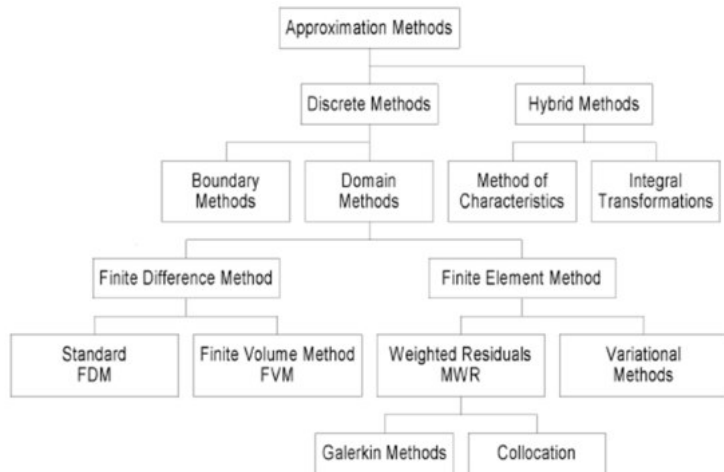 Approximation Methods
Discrete Methods
Hybrid Methods
Boundary
Methods
Domain
Methods
Method of
Characteristics
Integral
Transformations
Finite Difference Method
Finite Element Method
Standard
FDM
Finite Volume Method
FVM
Weighted Residuals
MWR
Variational
Methods
Galerkin Methods
Collocation